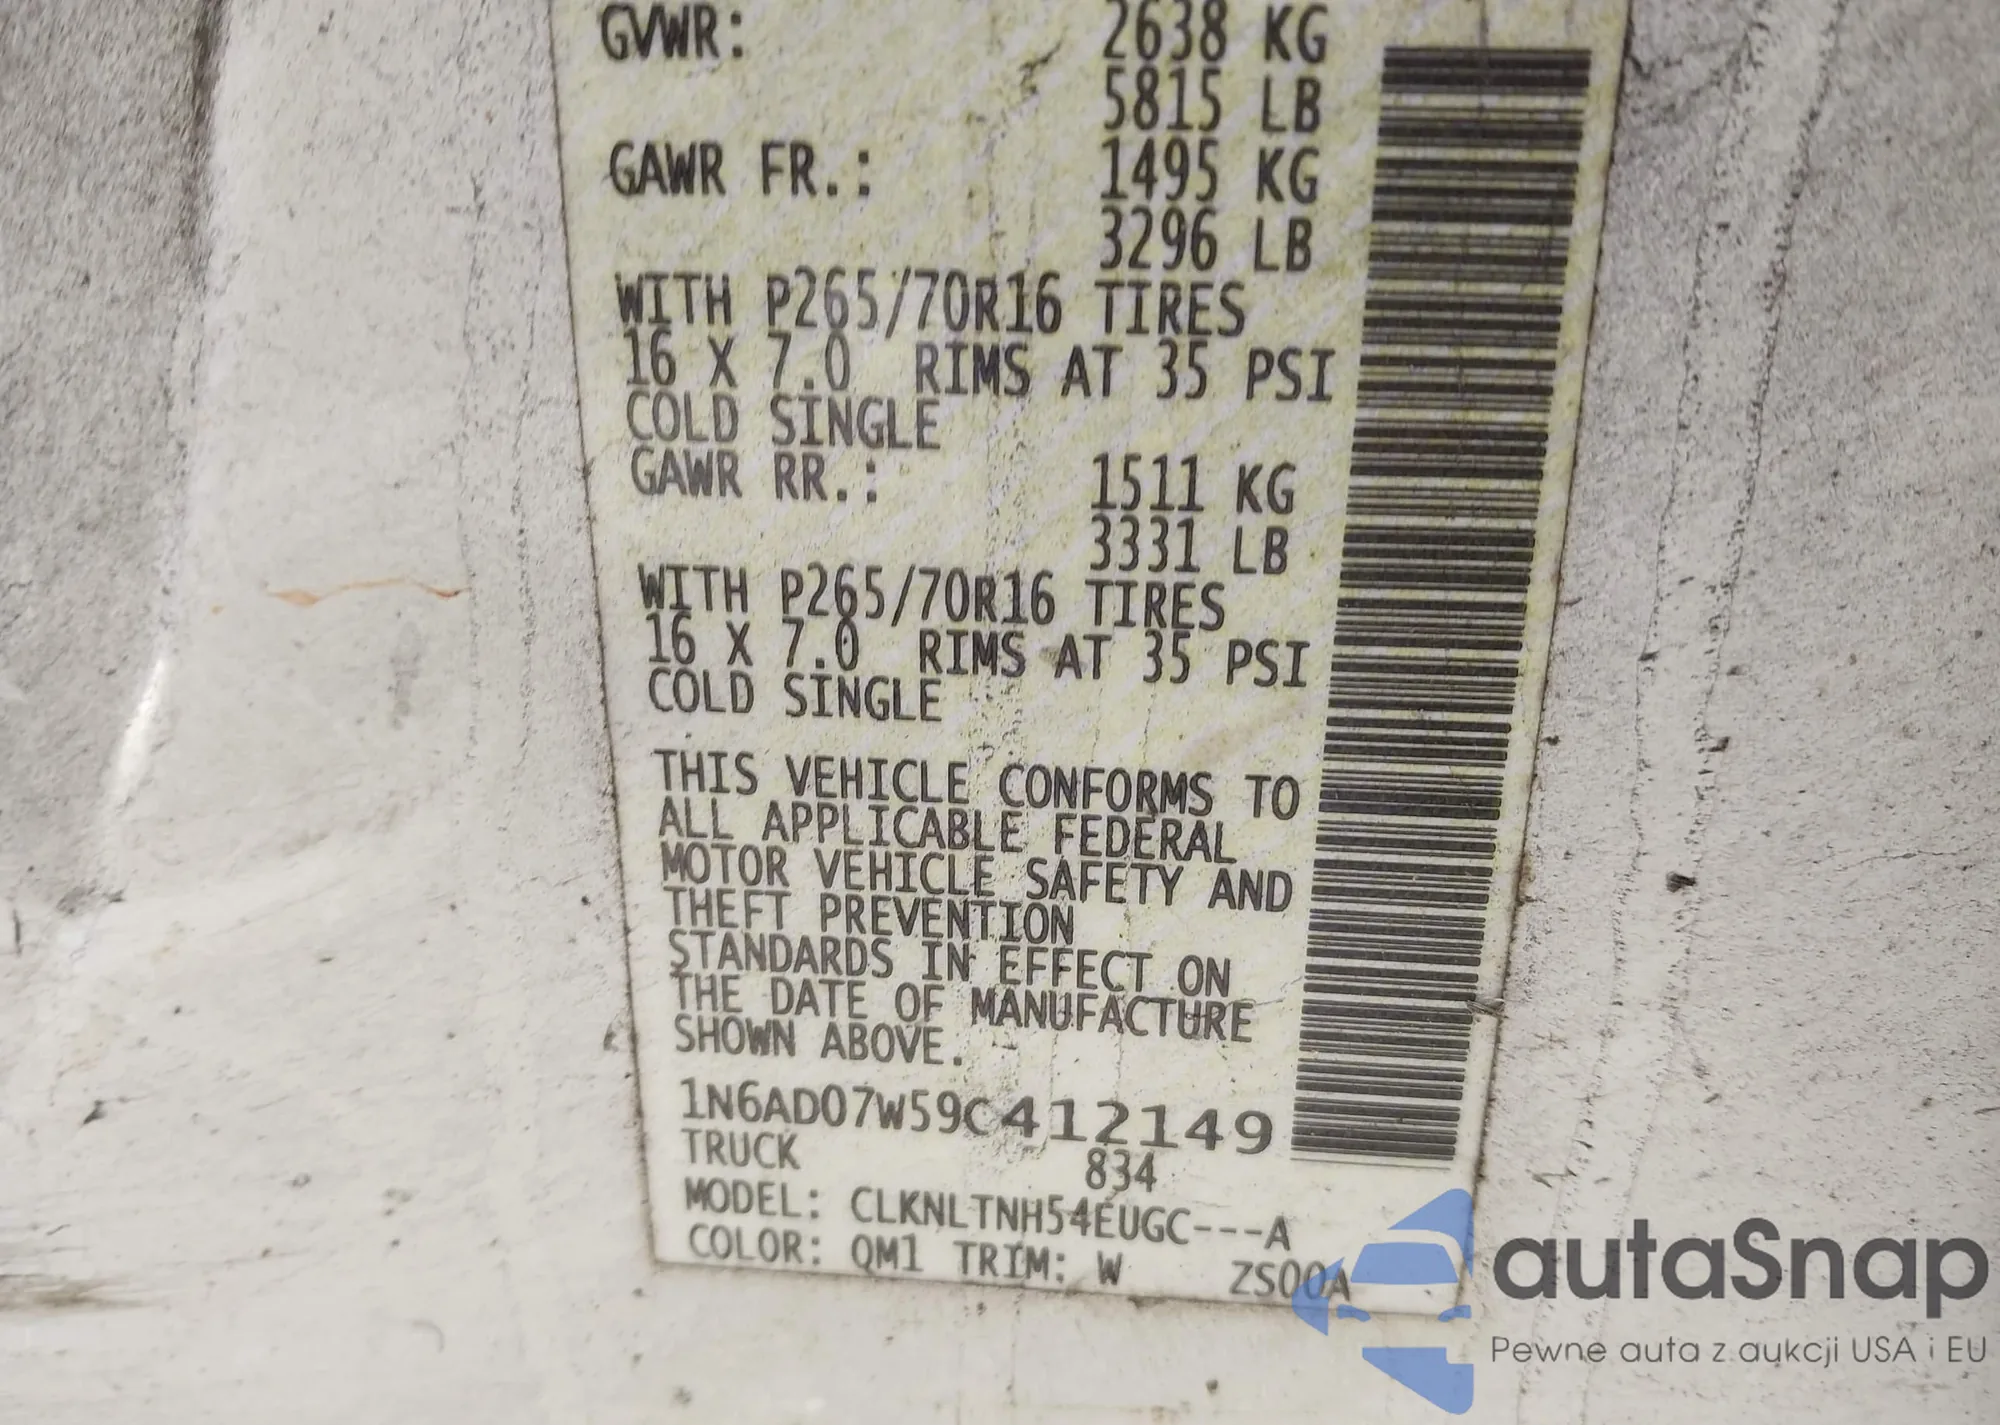 GVWR: 2638 KG
5815 LB
GAWR FR.: 1495 KG
3296 LB
WITH P265/70R16 TIRES
16 X 7.0 RIMS AT 35 PSI
COLD SINGLE
GAWR RR.: 1511 KG
3331 LB
WITH P265/70R16 TIRES
16 X 7.0 RIMS AT 35 PSI
COLD SINGLE
THIS VEHICLE CONFORMS TO
ALL APPLICABLE FEDERAL
MOTOR VEHICLE SAFETY AND
THEFT PREVENTION
STANDARDS IN EFFECT ON
THE DATE OF MANUFACTURE
SHOWN ABOVE.
1N6AD07W59C412149
TRUCK 834
MODEL: CLKNLTNH54EUGC---A
COLOR: QM1 TRIM: W ZS00A
autaSnap
Pewne auta z aukcji USA i EU